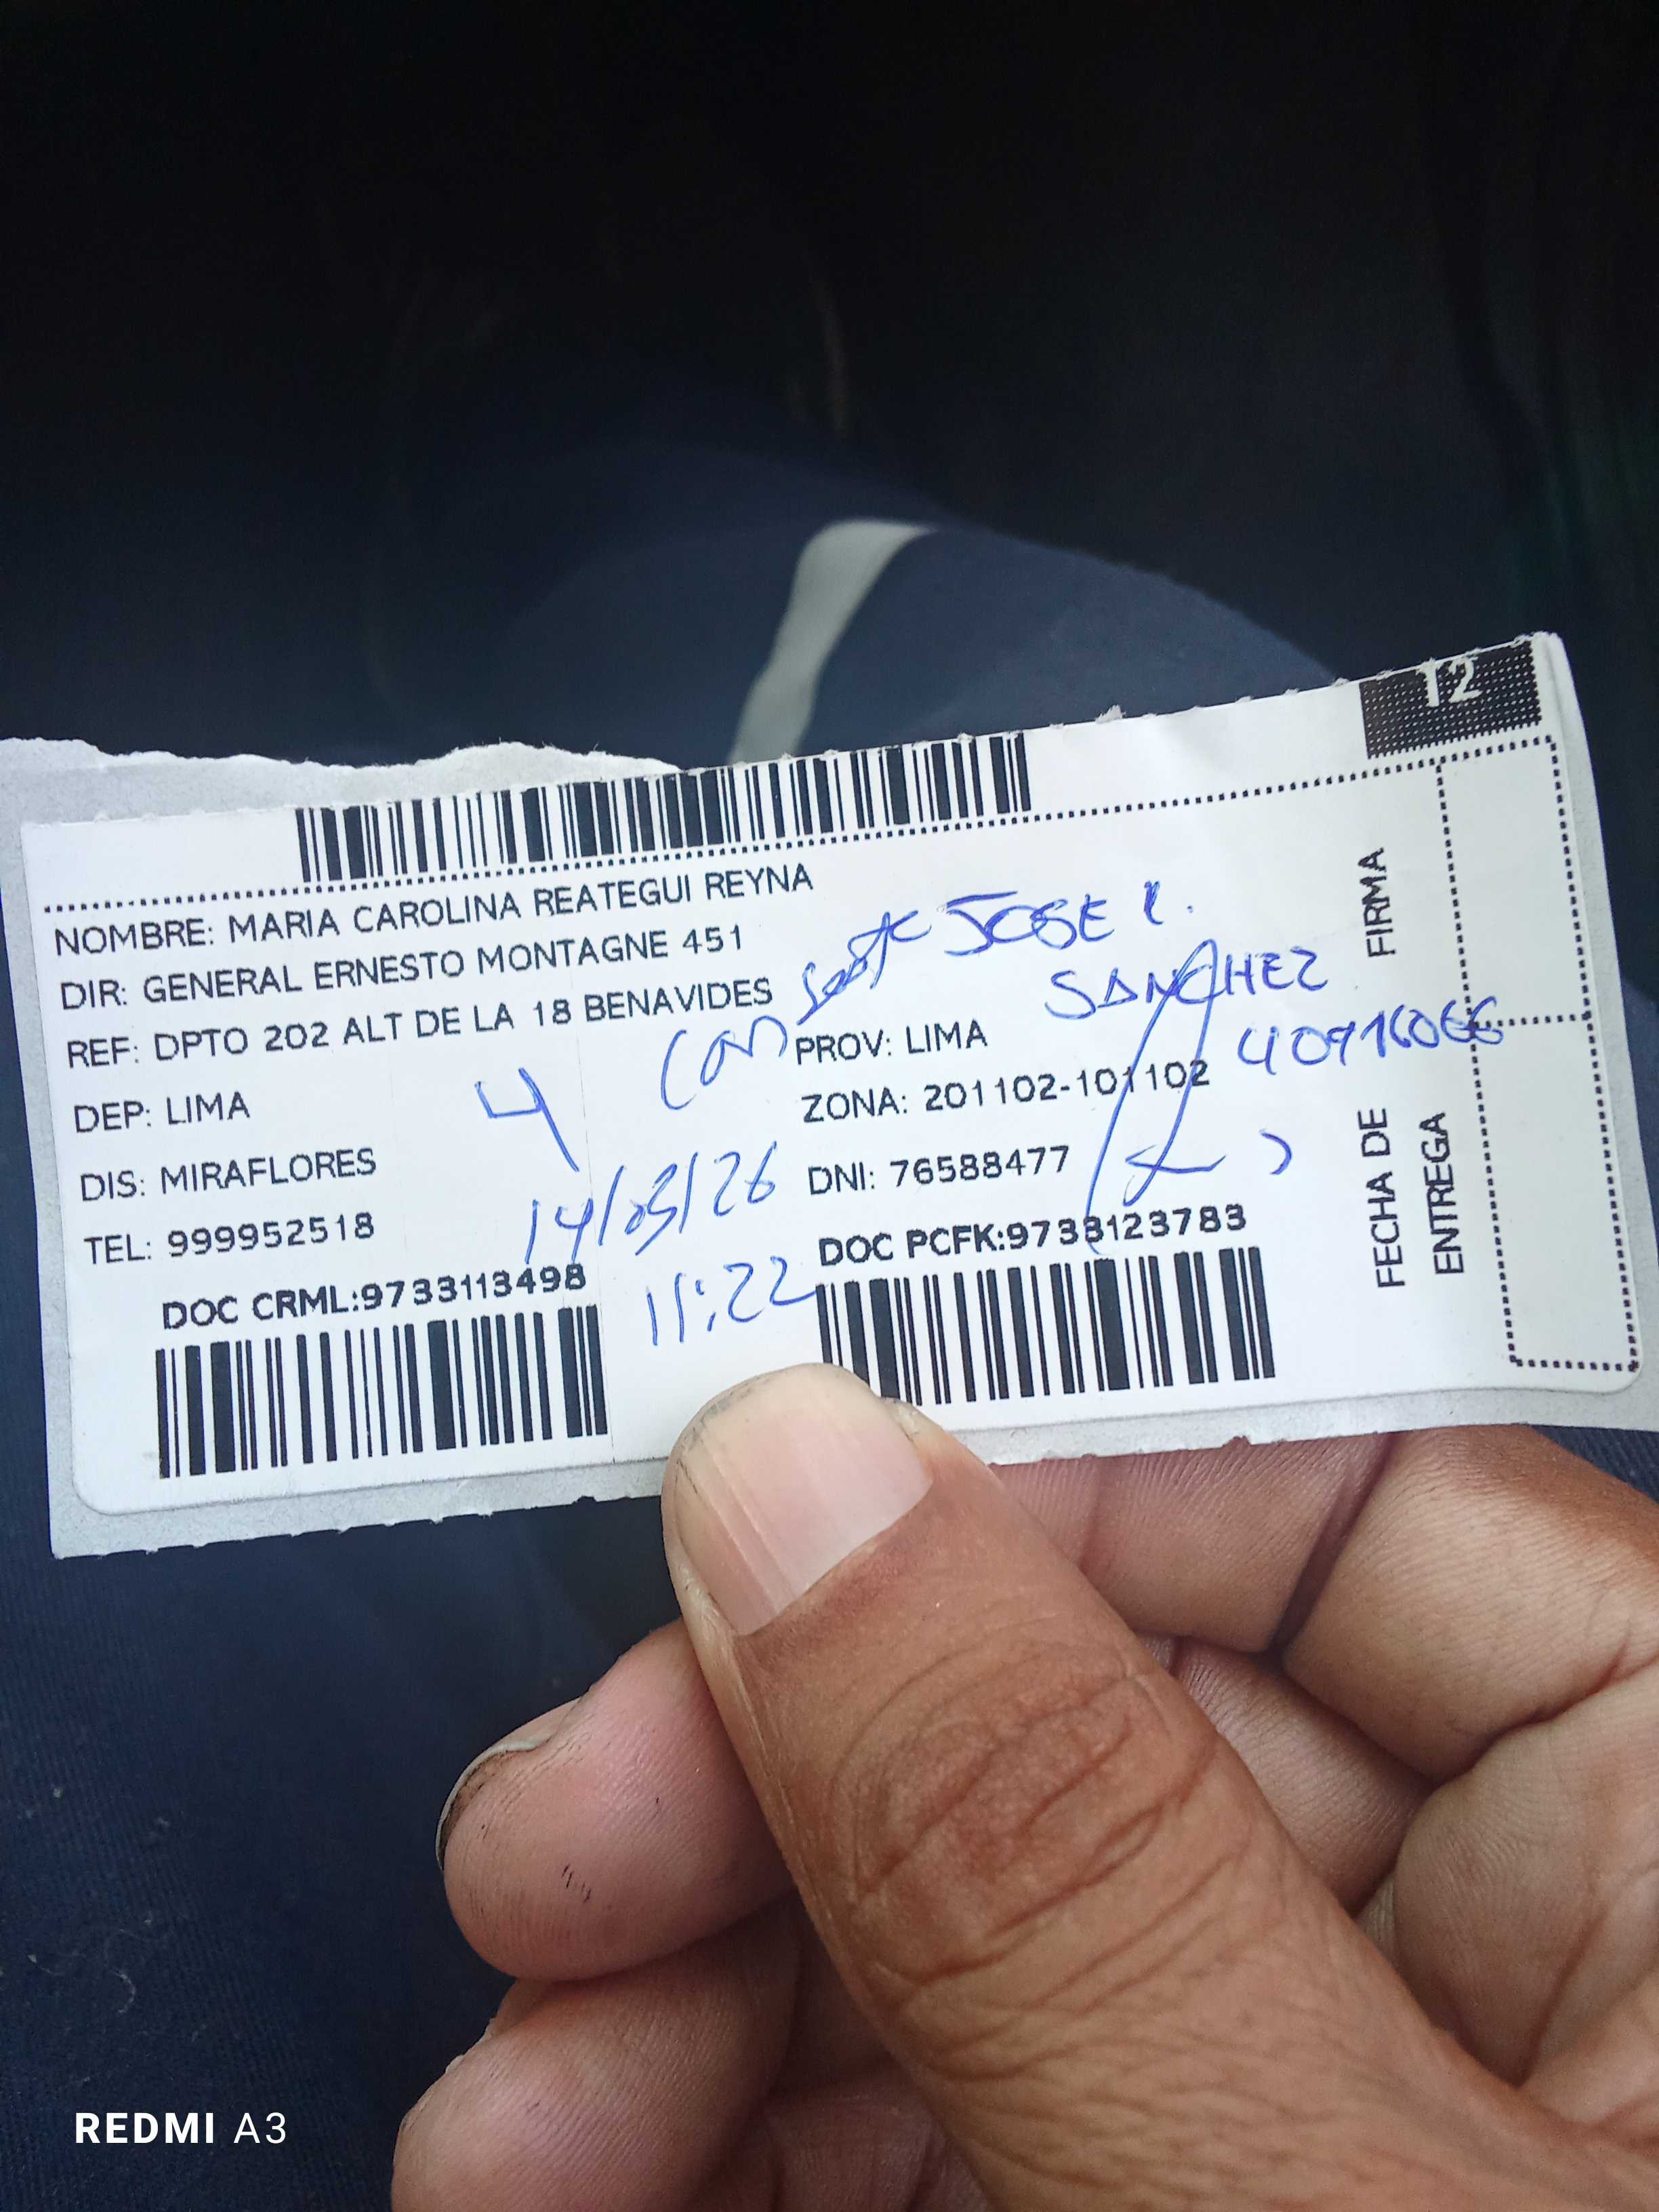 12
NOMBRE: MARIA CAROLINA REATEGUI REYNA
DIR: GENERAL ERNESTO MONTAGNE 451
REF: DPTO 202 ALT DE LA 18 BENAVIDES
JOSE
SANCHEZ
40916066
DEP: LIMA
4
PROV: LIMA
DIS: MIRAFLORES
ZONA: 201102-101102
TEL: 999952518
14/03/26
DNI: 76588477
DOC CRML:9733113498
11:22
DOC PCFK:9733123783
FIRMA
FECHA DE
ENTREGA
REDMI A3